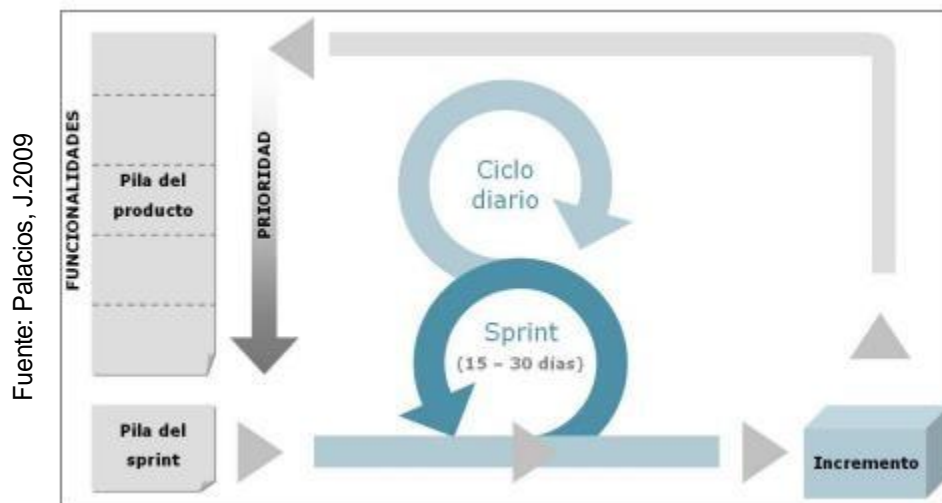 Fuente: Palacios, J.2009
FUNCIONALIDADES
Pila del
producto
PRIORIDAD
Ciclo
diario
Sprint
(15 – 30 días)
Pila del
sprint
Incremento